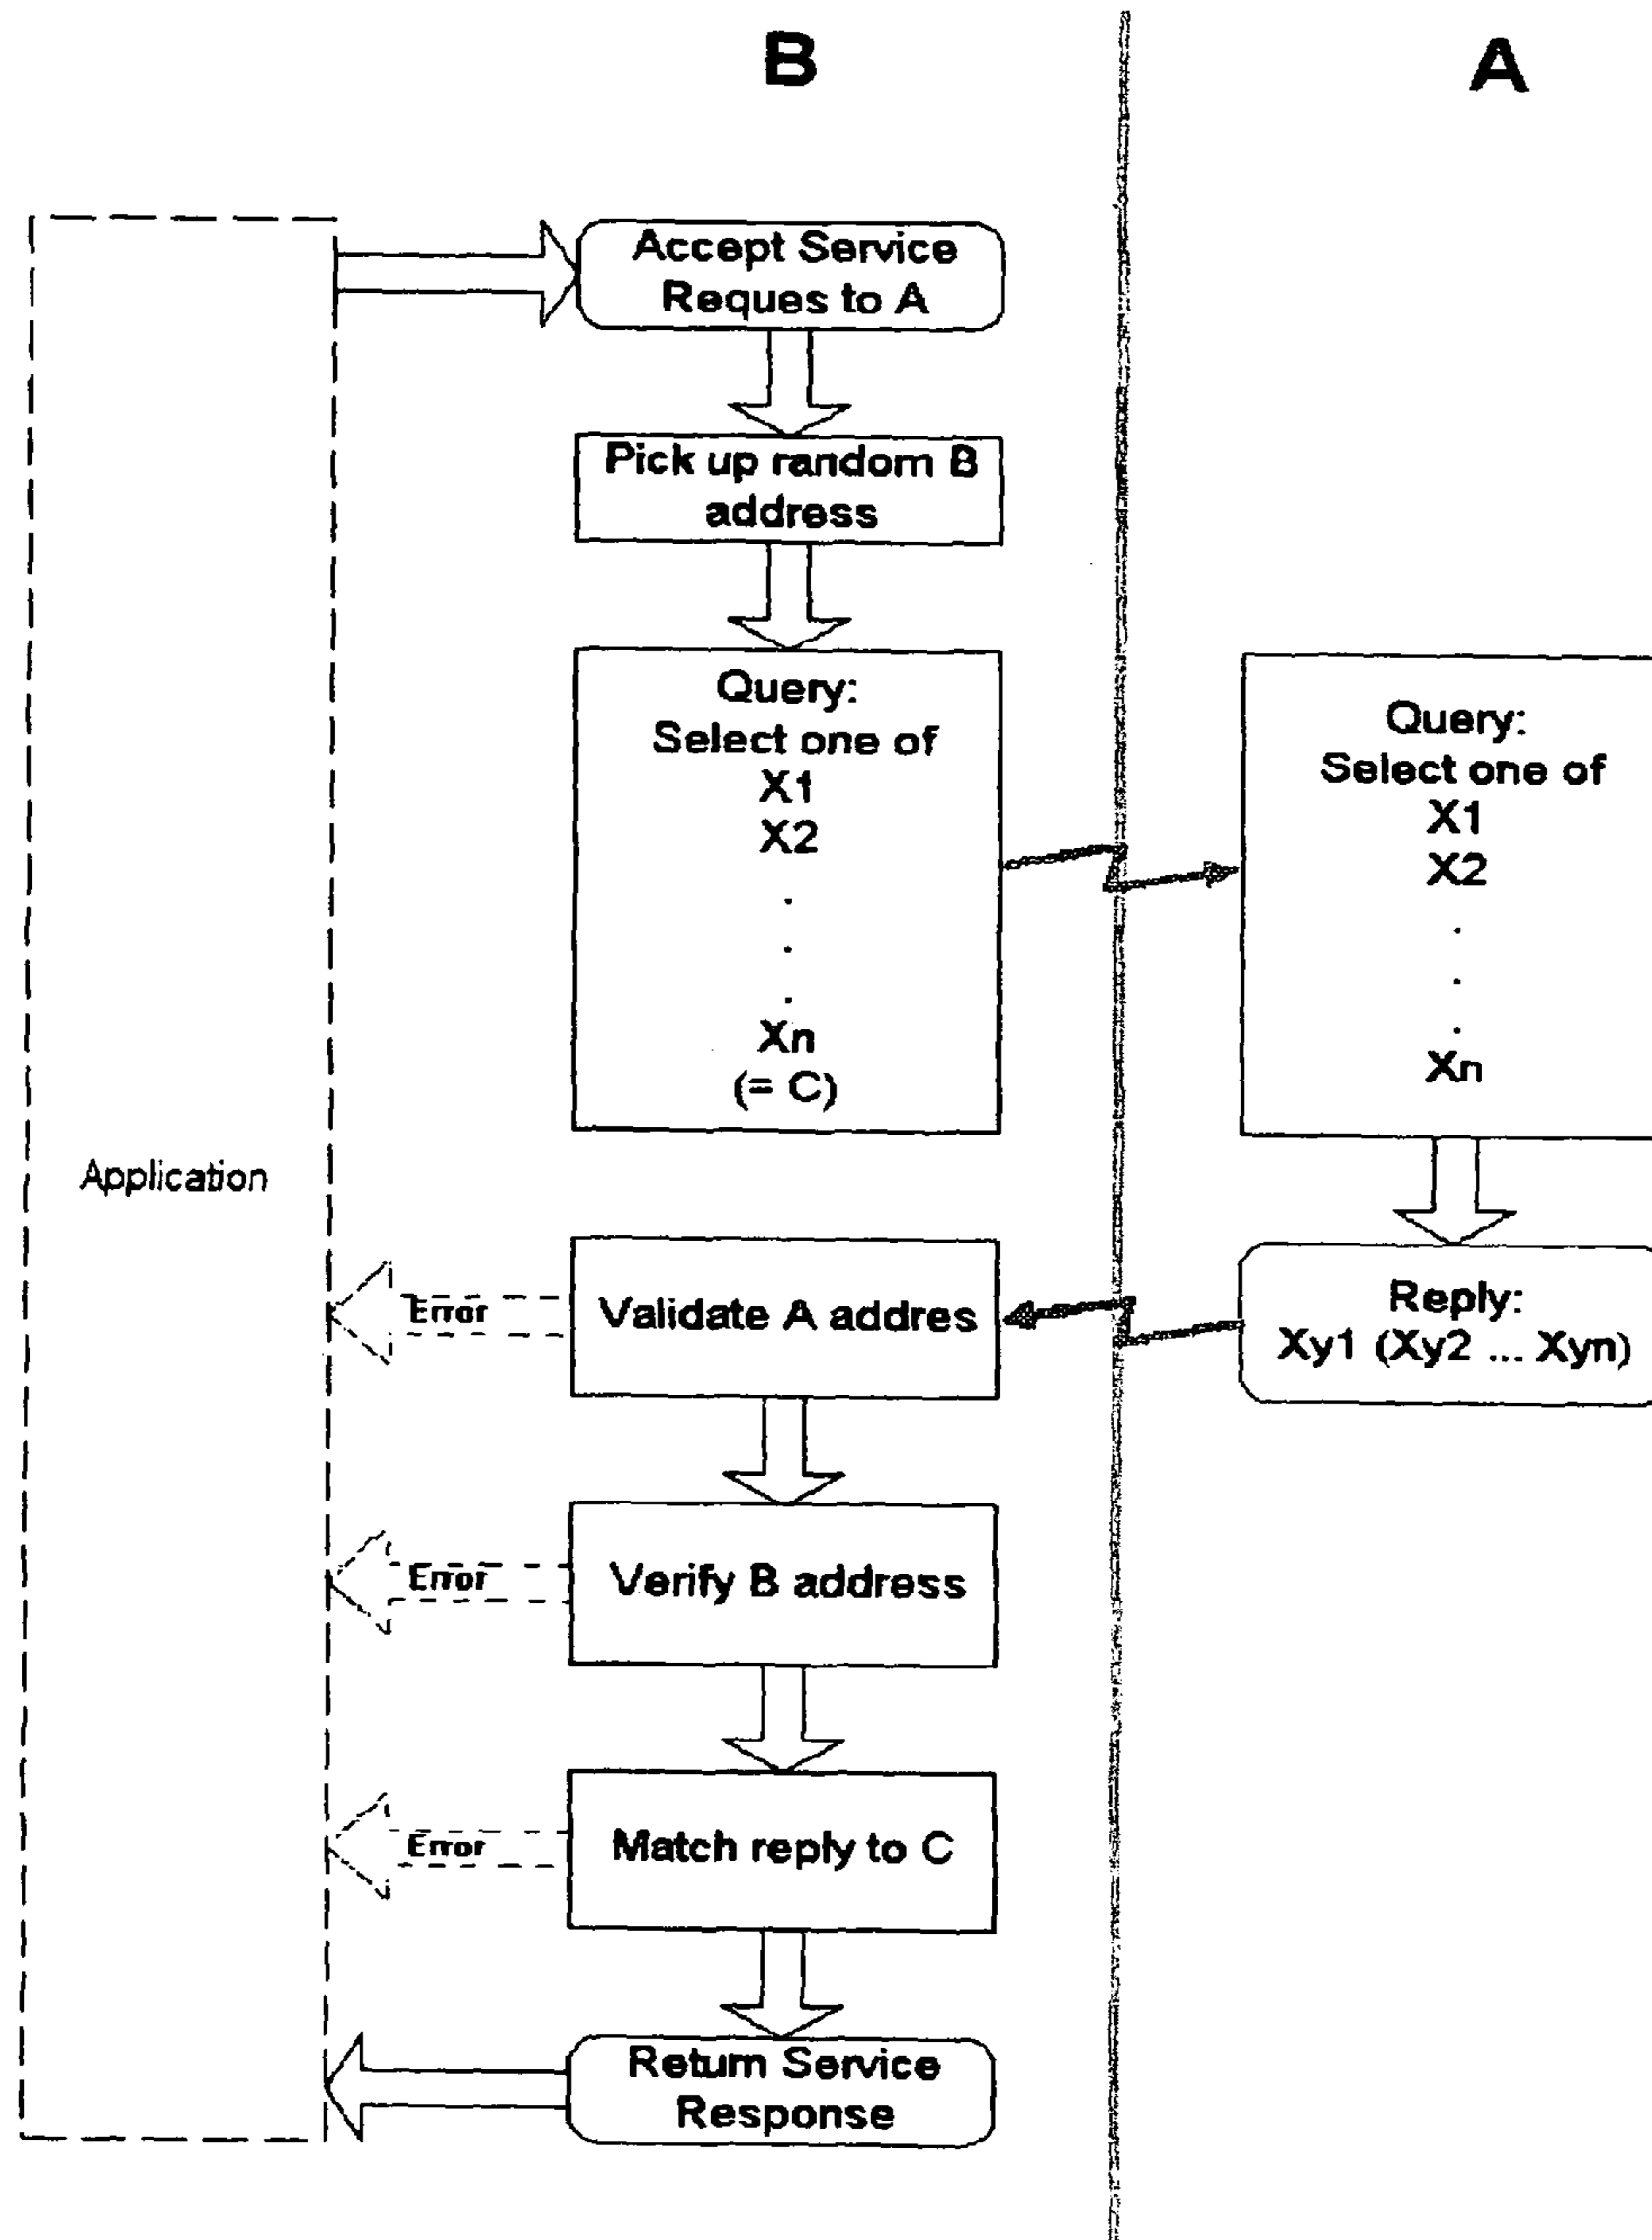 B
A
Accept Service
Reques to A
Pick up random B
address
Query:
Select one of
X1
X2
.
.
.
Xn
(= C)
Query:
Select one of
X1
X2
.
.
.
Xn
Application
Error
Validate A addres
Reply:
Xy1 (Xy2 ... Xyn)
Error
Verify B address
Error
Match reply to C
Return Service
Response